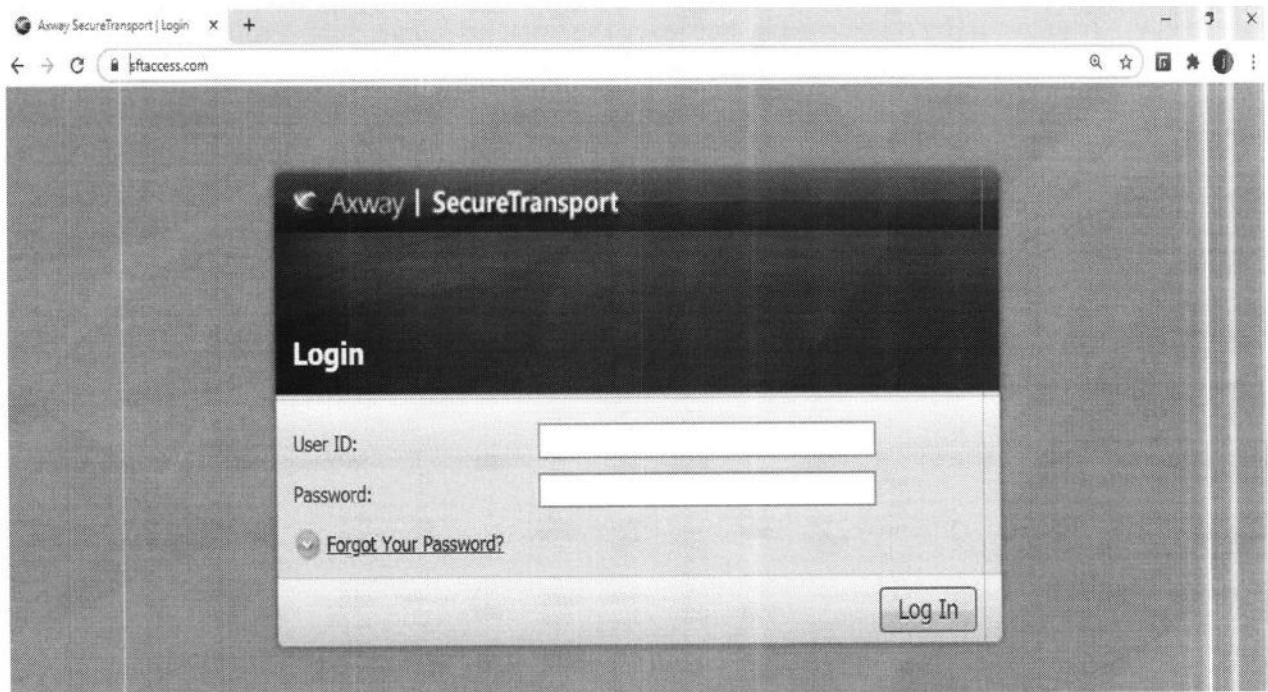 Axway SecureTransport | Login
sftaccess.com
Axway | SecureTransport
Login
User ID:
Password:
Forgot Your Password?
Log In